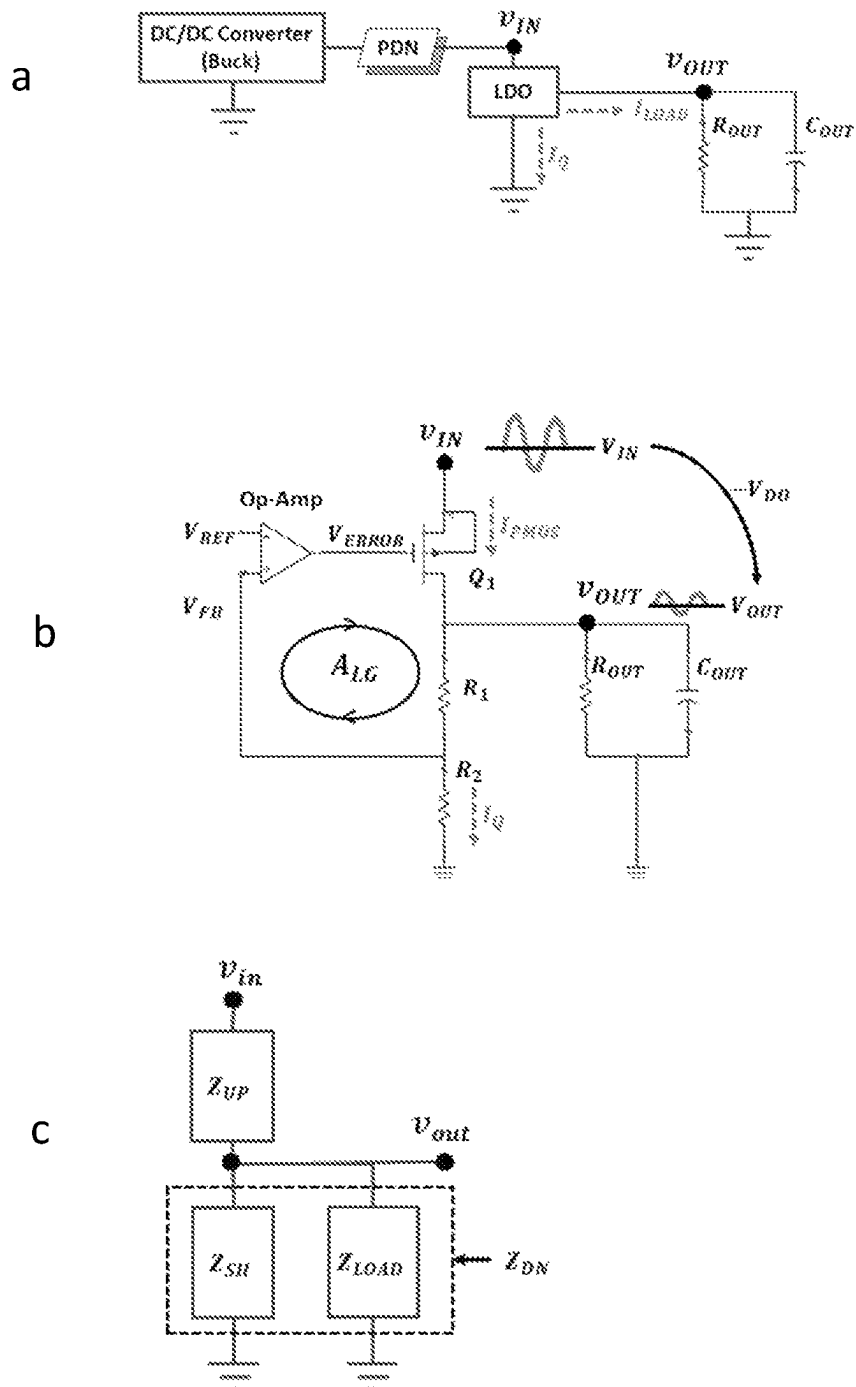 a
DC/DC Converter
(Buck)
PDN
v_IN
LDO
I_LOAD
I_Q
v_OUT
R_OUT
C_OUT
b
v_IN
V_IN
V_DO
Op-Amp
V_REF
V_ERROR
I_PMOS
Q_1
V_FB
v_OUT
V_OUT
A_LG
R_1
R_OUT
C_OUT
R_2
I_Q
c
v_in
Z_UP
v_out
Z_SH
Z_LOAD
Z_DN